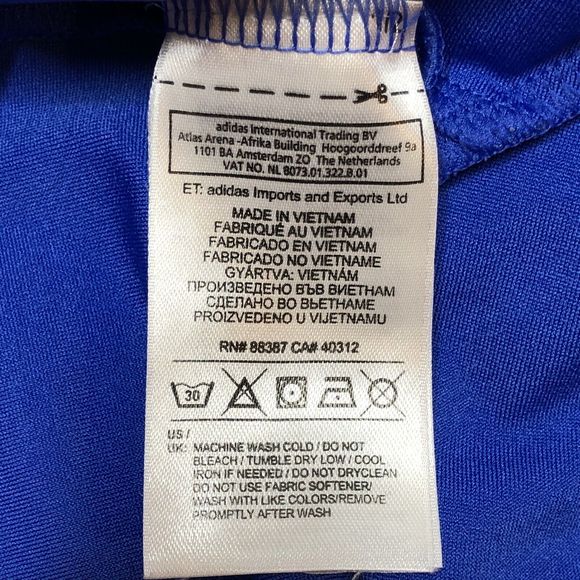 adidas International Trading BV
Atlas Arena -Afrika Building Hoogoorddreef 9a
1101 BA Amsterdam ZO The Netherlands
VAT NO. NL 8073.01.322.B.01
ET: adidas Imports and Exports Ltd
MADE IN VIETNAM
FABRIQUÉ AU VIETNAM
FABRICADO EN VIETNAM
FABRICADO NO VIETNAME
GYÁRTVA: VIETNÁM
ПРОИЗВЕДЕНО ВЪВ ВИЕТНАМ
СДЕЛАНО ВО ВЬЕТНАМЕ
PROIZVEDENO U VIJETNAMU
RN# 88387 CA# 40312
30
US /
UK: MACHINE WASH COLD / DO NOT
BLEACH / TUMBLE DRY LOW / COOL
IRON IF NEEDED / DO NOT DRYCLEAN
DO NOT USE FABRIC SOFTENER/
WASH WITH LIKE COLORS/REMOVE
PROMPTLY AFTER WASH